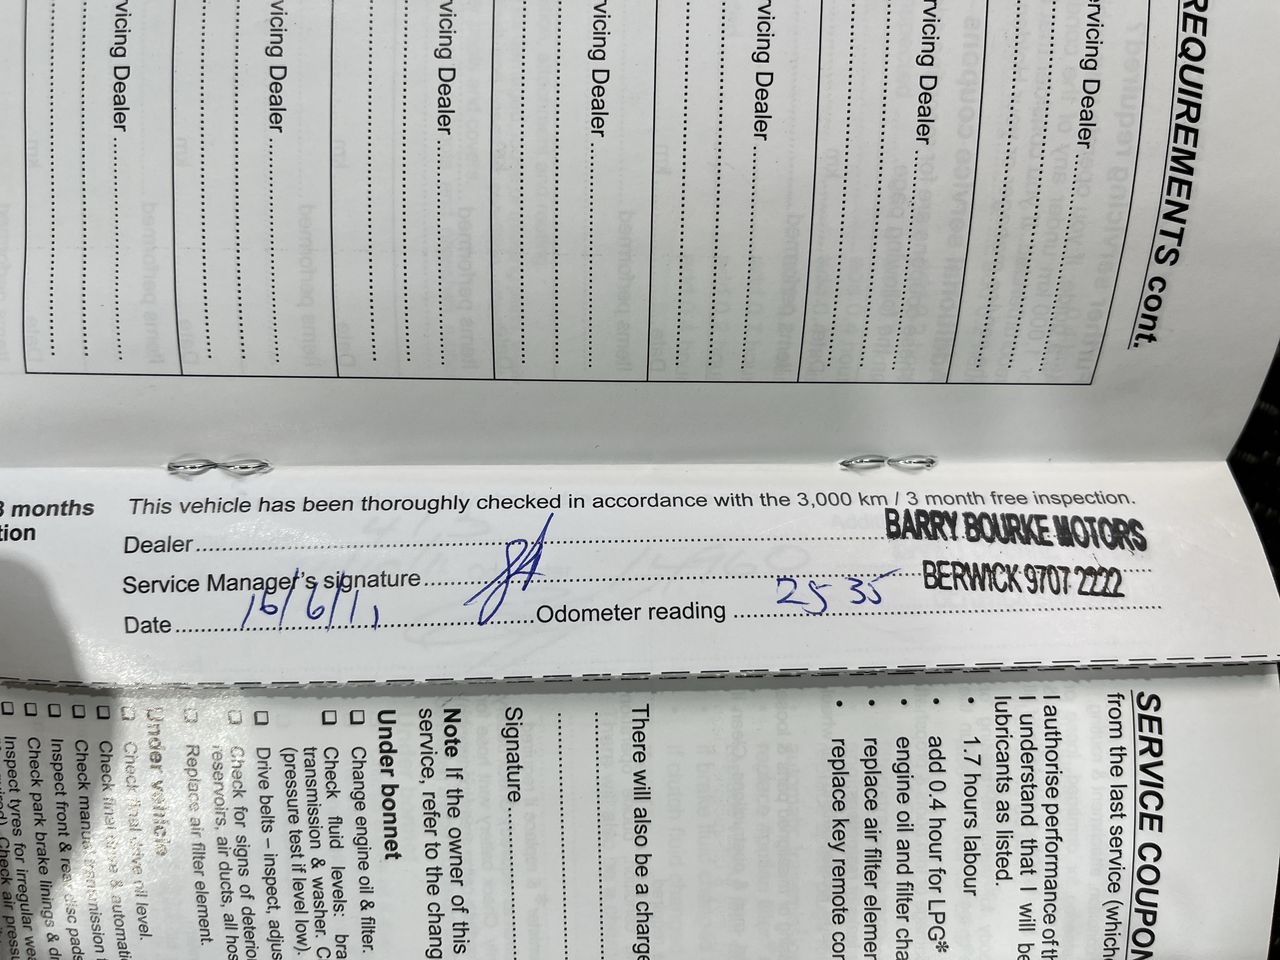 REQUIREMENTS cont.
rvicing Dealer
rvicing Dealer
rvicing Dealer
rvicing Dealer
rvicing Dealer
rvicing Dealer
rvicing Dealer
3 months
tion
This vehicle has been thoroughly checked in accordance with the 3,000 km / 3 month free inspection.
Dealer
BARRY BOURKE MOTORS
Service Manager's signature
BERWICK 9707 2222
Date 16/6/11 Odometer reading 2535
SERVICE COUPON
from the last service (which
I authorise performance of th
I understand that I will be
lubricants as listed.
• 1.7 hours labour
• add 0.4 hour for LPG*
• engine oil and filter cha
• replace air filter elemer
• replace key remote cor
There will also be a charge
Signature
Note If the owner of this
service, refer to the chang
Under bonnet
❏ Change engine oil & filter.
❏ Check fluid levels: bra
transmission & washer. C
(pressure test if level low).
❏ Drive belts – inspect, adjus
❏ Check for signs of deterior
reservoirs, air ducts, all hos
❏ Replace air filter element.
Under vehicle
❏ Check final drive oil level.
❏ Check final drive & automati
❏ Check manual transmission f
❏ Inspect front & rear disc pads
❏ Check park brake linings & dr
❏ Inspect tyres for irregular wea
Check air pressu